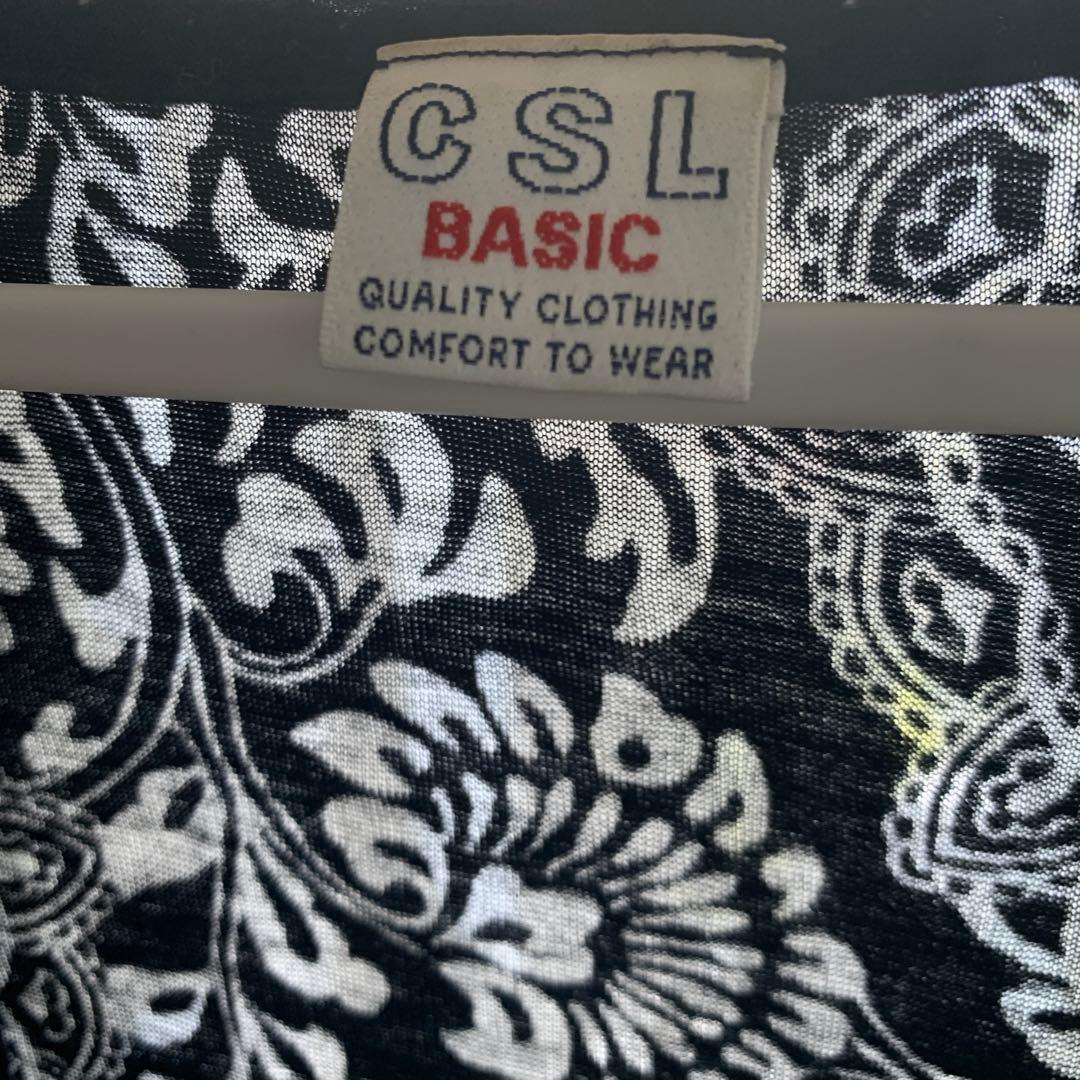 CSL
BASIC
QUALITY CLOTHING
COMFORT TO WEAR